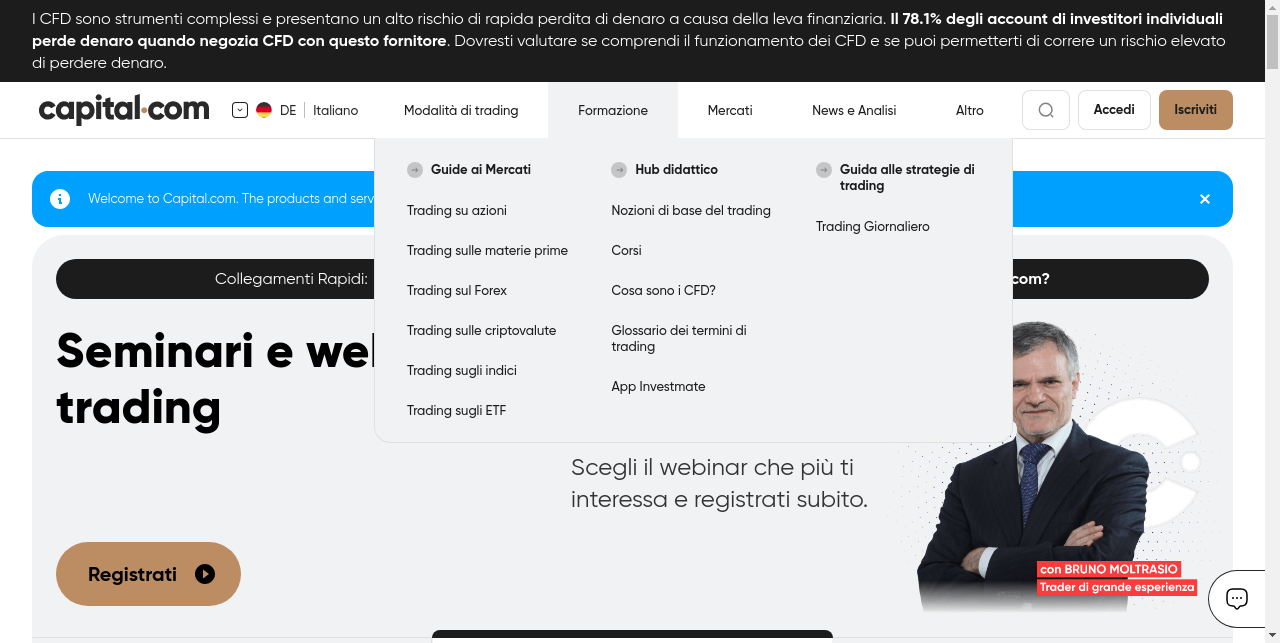 I CFD sono strumenti complessi e presentano un alto rischio di rapida perdita di denaro a causa della leva finanziaria. Il 78.1% degli account di investitori individuali
perde denaro quando negozia CFD con questo fornitore. Dovresti valutare se comprendi il funzionamento dei CFD e se puoi permetterti di correre un rischio elevato
di perdere denaro.
capital.com DE Italiano Modalità di trading Formazione Mercati News e Analisi Altro Accedi Iscriviti
Guide ai Mercati
Trading su azioni
Trading sulle materie prime
Trading sul Forex
Trading sulle criptovalute
Trading sugli indici
Trading sugli ETF
Hub didattico
Nozioni di base del trading
Corsi
Cosa sono i CFD?
Glossario dei termini di
trading
App Investmate
Guida alle strategie di
trading
Trading Giornaliero
Welcome to Capital.com. The products and serv
Collegamenti Rapidi: com?
Seminari e we
trading
Scegli il webinar che più ti
interessa e registrati subito.
Registrati
con BRUNO MOLTRASIO
Trader di grande esperienza